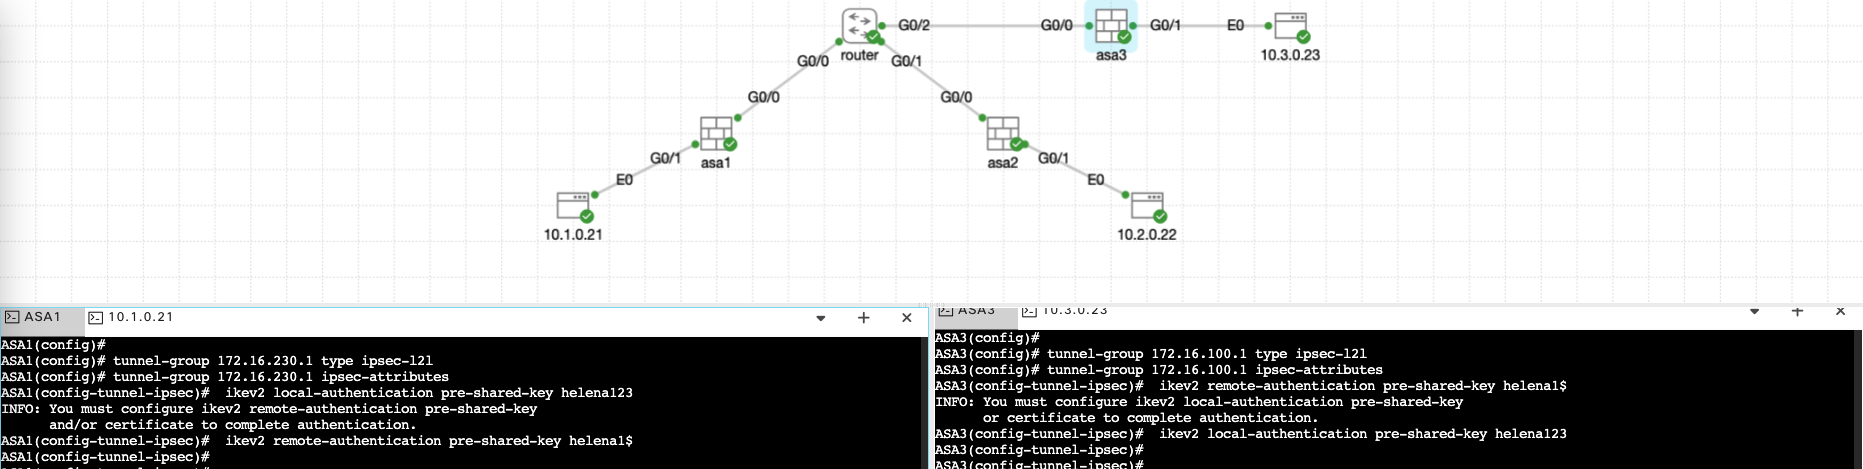 G0/2
G0/0
G0/1
E0
router
asa3
10.3.0.23
G0/0
G0/1
G0/0
G0/0
G0/1
asa1
asa2
G0/1
E0
E0
10.1.0.21
10.2.0.22
ASA1
10.1.0.21
ASA1(config)#
ASA1(config)# tunnel-group 172.16.230.1 type ipsec-l2l
ASA1(config)# tunnel-group 172.16.230.1 ipsec-attributes
ASA1(config-tunnel-ipsec)#  ikev2 local-authentication pre-shared-key helena123
INFO: You must configure ikev2 remote-authentication pre-shared-key
      and/or certificate to complete authentication.
ASA1(config-tunnel-ipsec)#  ikev2 remote-authentication pre-shared-key helena1$
ASA1(config-tunnel-ipsec)#
ASA3
10.3.0.23
ASA3(config)#
ASA3(config)# tunnel-group 172.16.100.1 type ipsec-l2l
ASA3(config)# tunnel-group 172.16.100.1 ipsec-attributes
ASA3(config-tunnel-ipsec)#  ikev2 remote-authentication pre-shared-key helena1$
INFO: You must configure ikev2 local-authentication pre-shared-key
      or certificate to complete authentication.
ASA3(config-tunnel-ipsec)#  ikev2 local-authentication pre-shared-key helena123
ASA3(config-tunnel-ipsec)#
ASA3(config-tunnel-ipsec)#